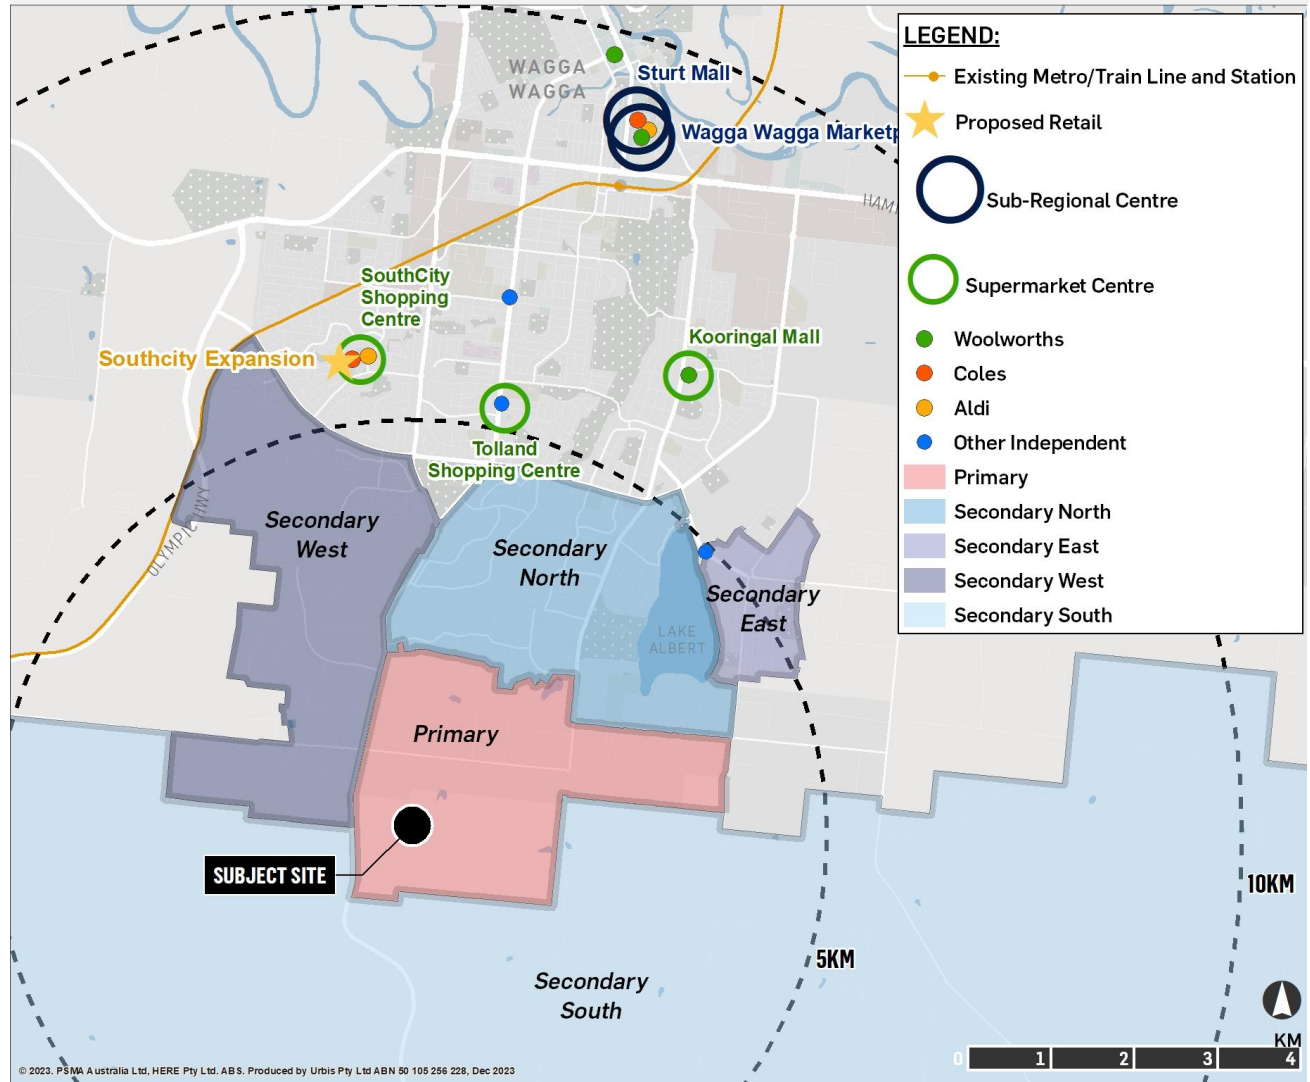 WAGGA
WAGGA
Sturt Mall
Wagga Wagga Marketp
HAM
SouthCity
Shopping
Centre
Southcity Expansion
Kooringal Mall
Tolland
Shopping Centre
OLYMPIC HWY
Secondary
West
Secondary
North
Secondary
East
LAKE
ALBERT
Primary
SUBJECT SITE
Secondary
South
5KM
10KM
LEGEND:
Existing Metro/Train Line and Station
Proposed Retail
Sub-Regional Centre
Supermarket Centre
Woolworths
Coles
Aldi
Other Independent
Primary
Secondary North
Secondary East
Secondary West
Secondary South
KM
0 1 2 3 4
© 2023. PSMA Australia Ltd, HERE Pty Ltd. ABS. Produced by Urbis Pty Ltd ABN 50 105 256 228, Dec 2023